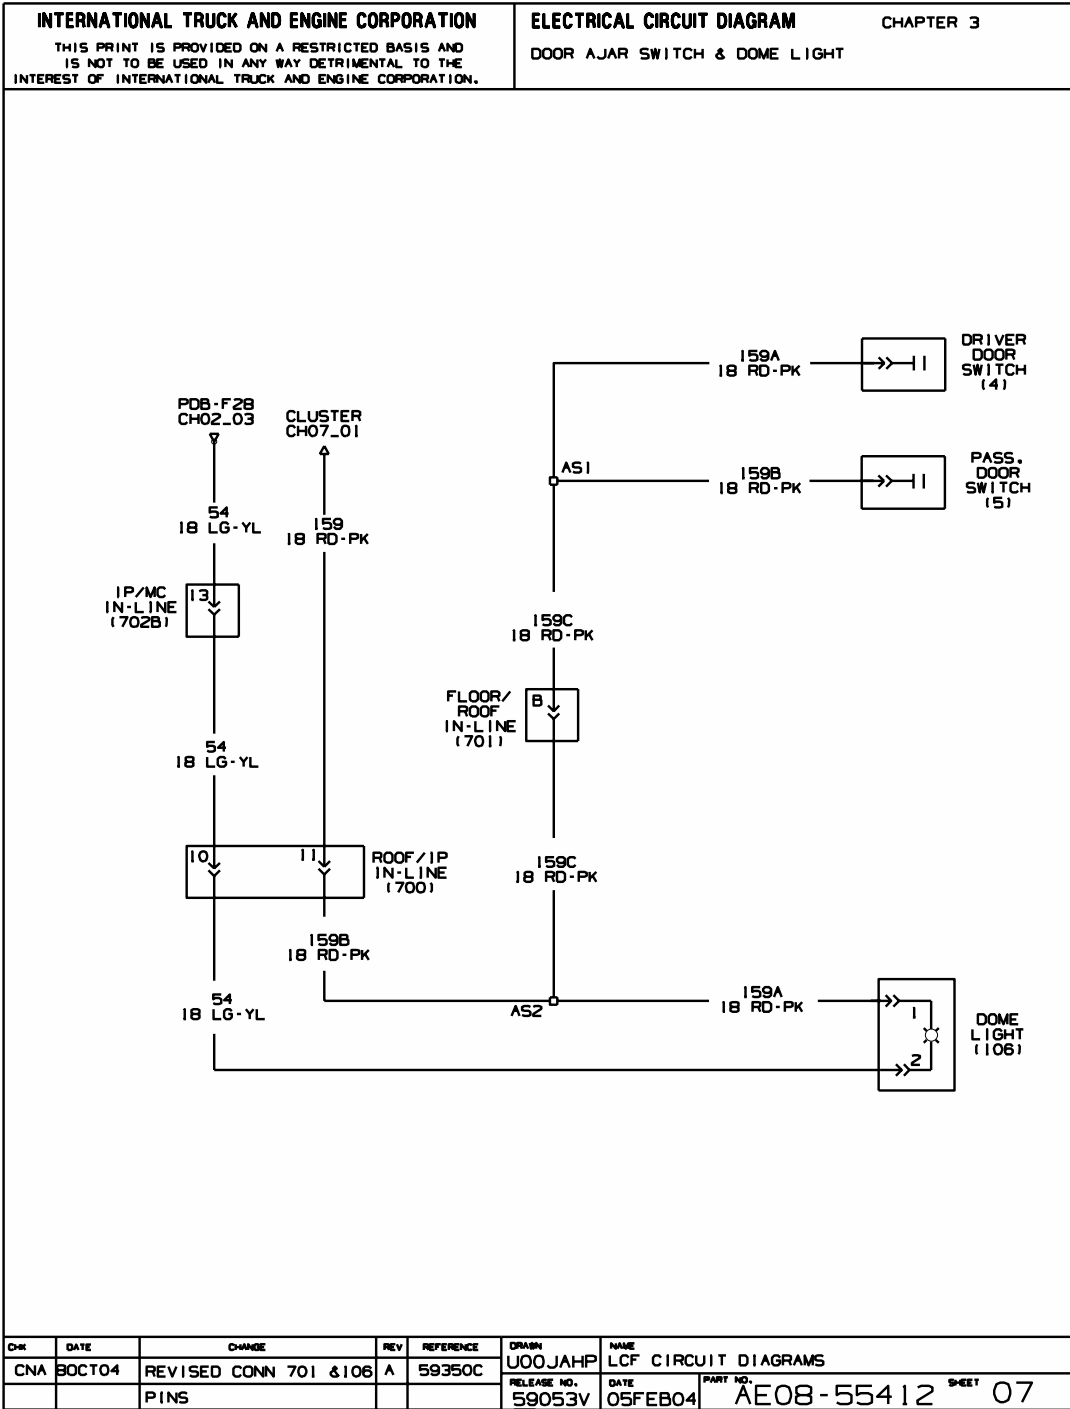 INTERNATIONAL TRUCK AND ENGINE CORPORATION
THIS PRINT IS PROVIDED ON A RESTRICTED BASIS AND
IS NOT TO BE USED IN ANY WAY DETRIMENTAL TO THE
INTEREST OF INTERNATIONAL TRUCK AND ENGINE CORPORATION.
ELECTRICAL CIRCUIT DIAGRAM CHAPTER 3
DOOR AJAR SWITCH & DOME LIGHT
159A
18 RD-PK
DRIVER
DOOR
SWITCH
(4)
PDB-F28
CH02_03
CLUSTER
CH07_01
AS1
159B
18 RD-PK
PASS.
DOOR
SWITCH
(5)
54
18 LG-YL
159
18 RD-PK
IP/MC
IN-LINE
(702B)
13
159C
18 RD-PK
FLOOR/
ROOF
IN-LINE
(701)
B
54
18 LG-YL
10
11
ROOF/IP
IN-LINE
(700)
159C
18 RD-PK
159B
18 RD-PK
54
18 LG-YL
AS2
159A
18 RD-PK
1
2
DOME
LIGHT
(106)
CHK DATE CHANGE REV REFERENCE
CNA 8OCT04 REVISED CONN 701 &106 A 59350C
PINS
DRAWN
U00JAHP
NAME
LCF CIRCUIT DIAGRAMS
RELEASE NO.
59053V
DATE
05FEB04
PART NO.
AE08-55412
SHEET 07